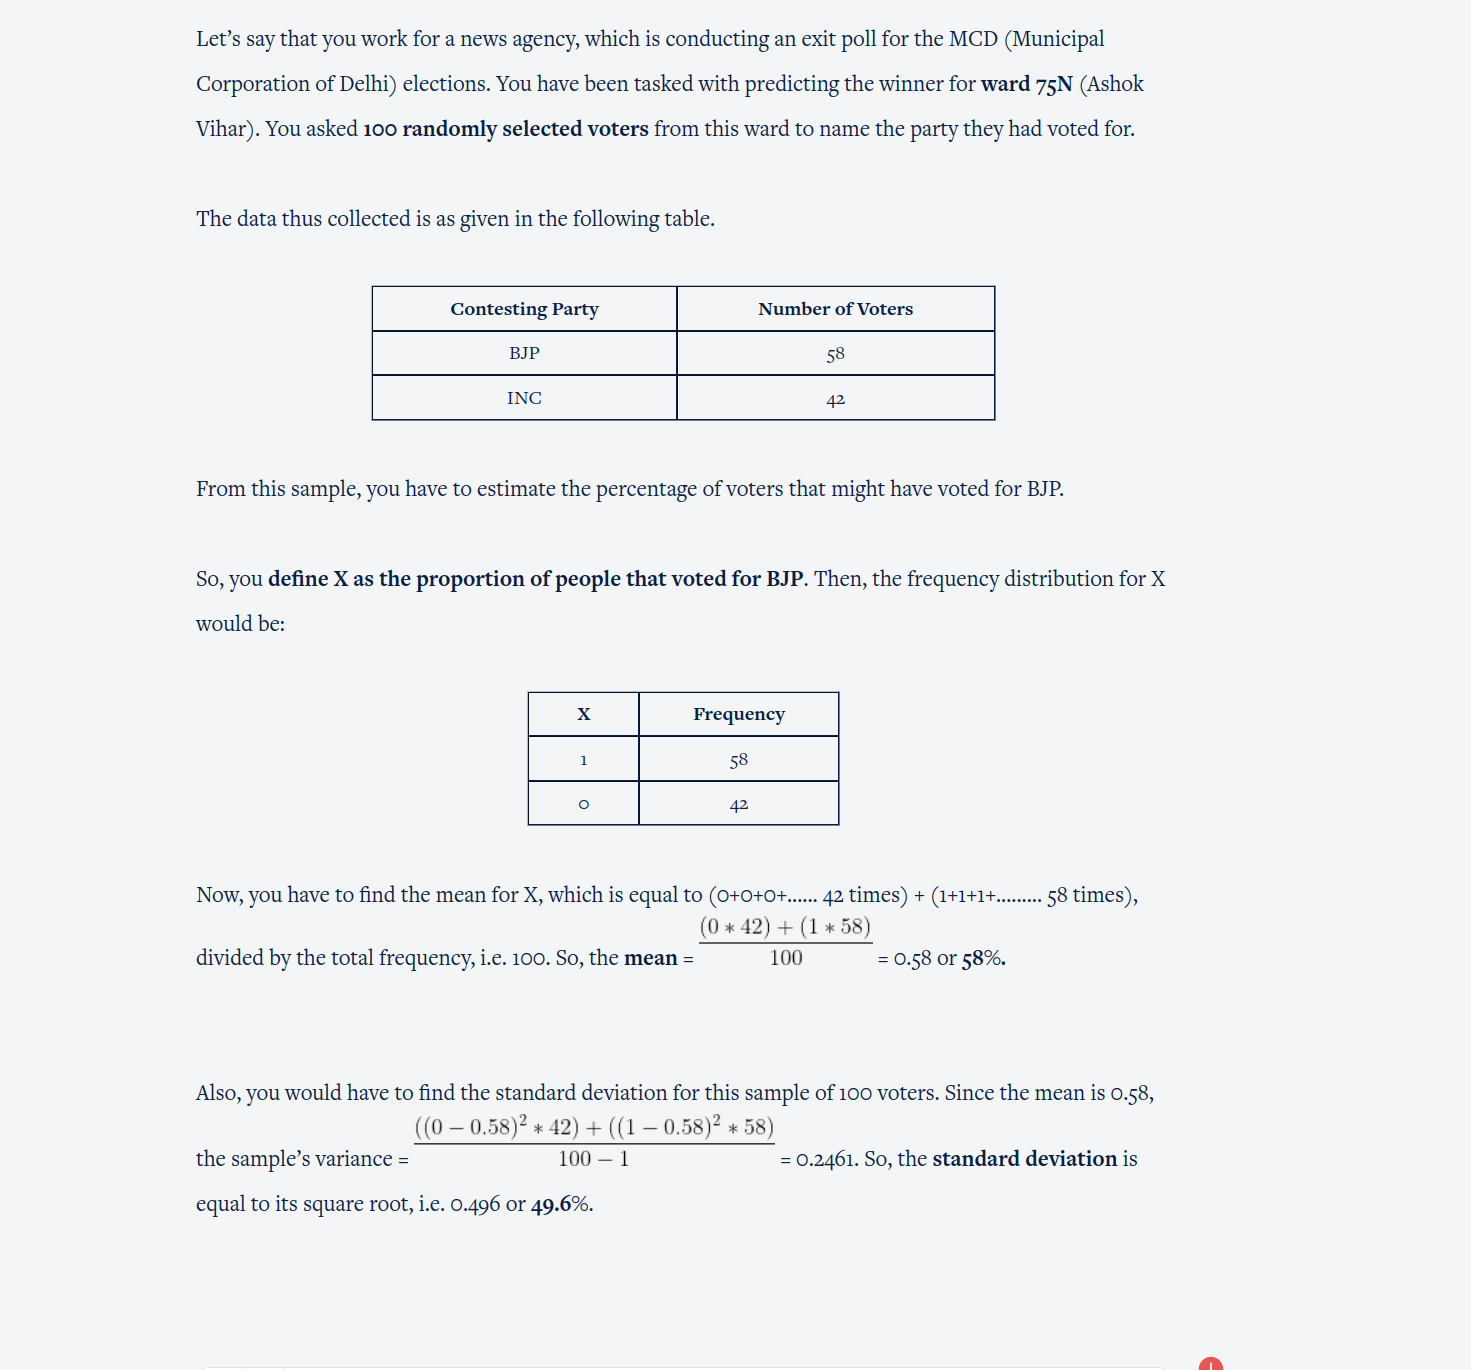 Let's say that you work for a news agency, which is conducting an exit poll for the MCD (Municipal
Corporation of Delhi) elections. You have been tasked with predicting the winner for ward 75N (Ashok
Vihar). You asked 100 randomly selected voters from this ward to name the party they had voted for.
The data thus collected is as given in the following table.
Contesting Party Number of Voters
BJP 58
INC 42
From this sample, you have to estimate the percentage of voters that might have voted for BJP.
So, you define X as the proportion of people that voted for BJP. Then, the frequency distribution for X
would be:
X Frequency
1 58
0 42
Now, you have to find the mean for X, which is equal to (0+0+0+...... 42 times) + (1+1+1+......... 58 times),
divided by the total frequency, i.e. 100. So, the mean = ((0 * 42) + (1 * 58)) / 100 = 0.58 or 58%.
Also, you would have to find the standard deviation for this sample of 100 voters. Since the mean is 0.58,
the sample's variance = (((0 − 0.58)² * 42) + ((1 − 0.58)² * 58)) / (100 − 1) = 0.2461. So, the standard deviation is
equal to its square root, i.e. 0.496 or 49.6%.